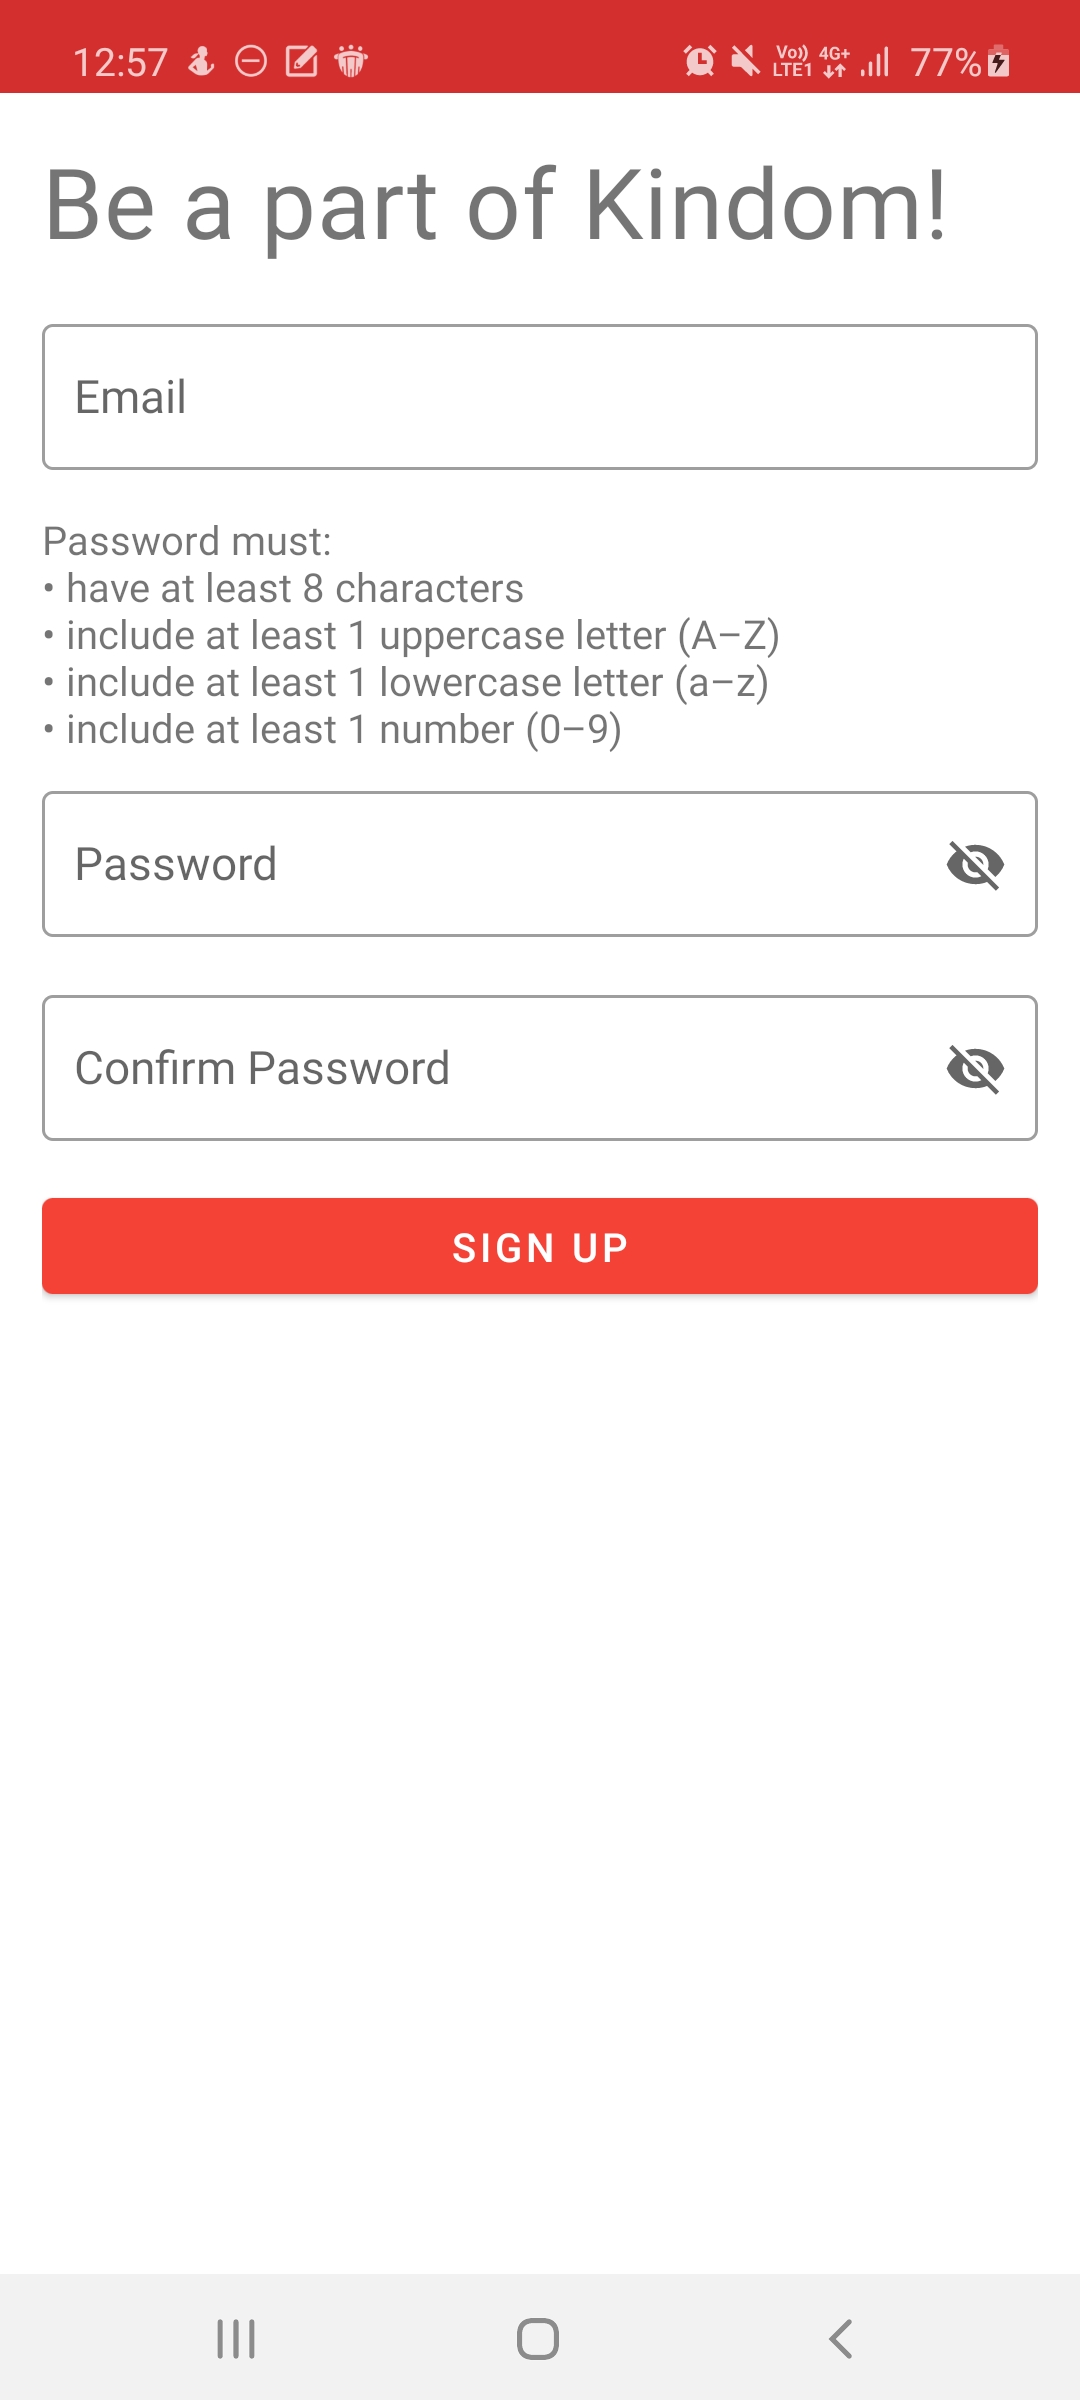 12:57
Vo)) LTE1 4G+ 77%
Be a part of Kindom!
Email
Password must:
• have at least 8 characters
• include at least 1 uppercase letter (A–Z)
• include at least 1 lowercase letter (a–z)
• include at least 1 number (0–9)
Password
Confirm Password
SIGN UP